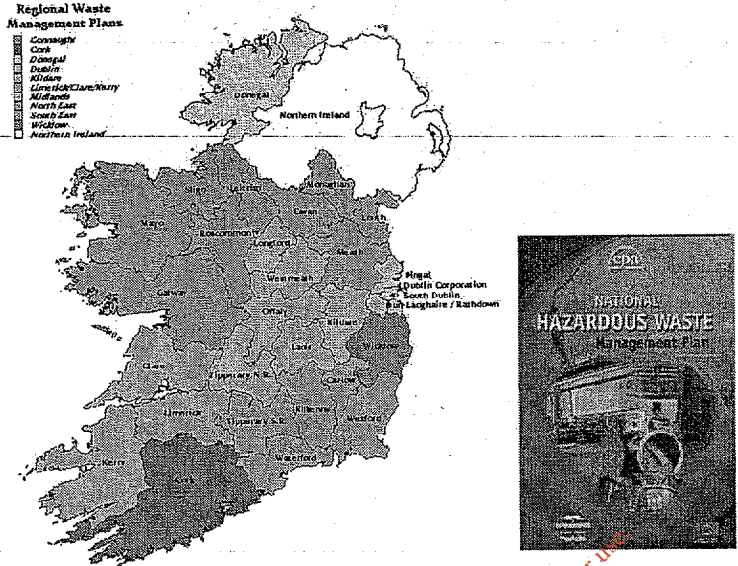 Regional Waste
Management Plans
Connaught
Cork
Donegal
Dublin
Kildare
Limerick/Clare/Kerry
Midlands
North East
South East
Wicklow
Northern Ireland
Donegal
Northern Ireland
Sligo
Leitrim
Monaghan
Cavan
Louth
Mayo
Roscommon
Longford
Meath
Westmeath
Fingal
Dublin Corporation
South Dublin
Dun Laoghaire / Rathdown
Galway
Offaly
Kildare
Laois
Wicklow
Clare
Tipperary N.R.
Carlow
Limerick
Tipperary S.R.
Kilkenny
Wexford
Waterford
Kerry
Cork
epa
NATIONAL
HAZARDOUS WASTE
Management Plan
r use.